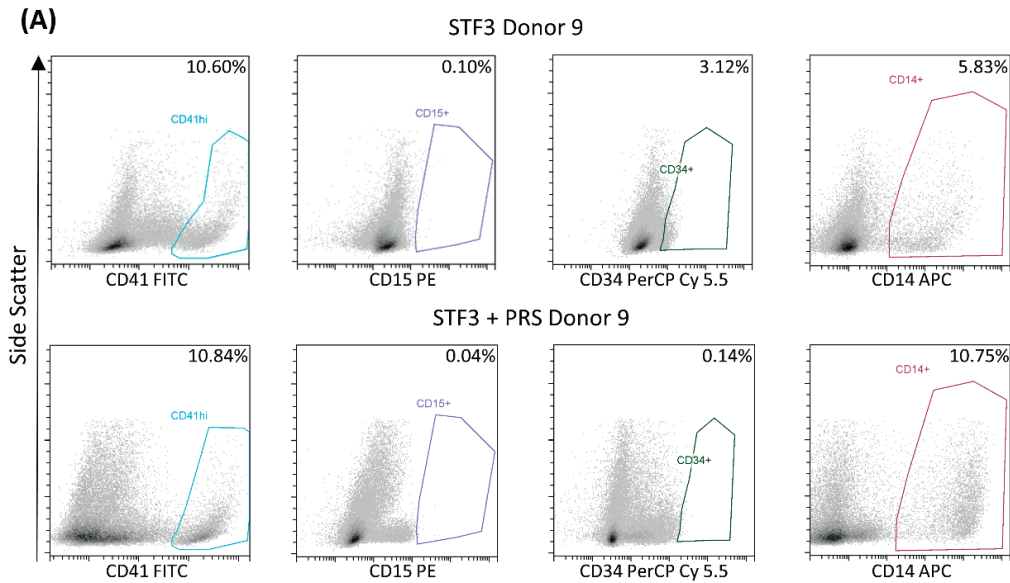 (A)
STF3 Donor 9
10.60%
0.10%
3.12%
5.83%
CD41hi
CD15+
CD34+
CD14+
CD41 FITC
CD15 PE
CD34 PerCP Cy 5.5
CD14 APC
Side Scatter
STF3 + PRS Donor 9
10.84%
0.04%
0.14%
10.75%
CD41hi
CD15+
CD34+
CD14+
CD41 FITC
CD15 PE
CD34 PerCP Cy 5.5
CD14 APC